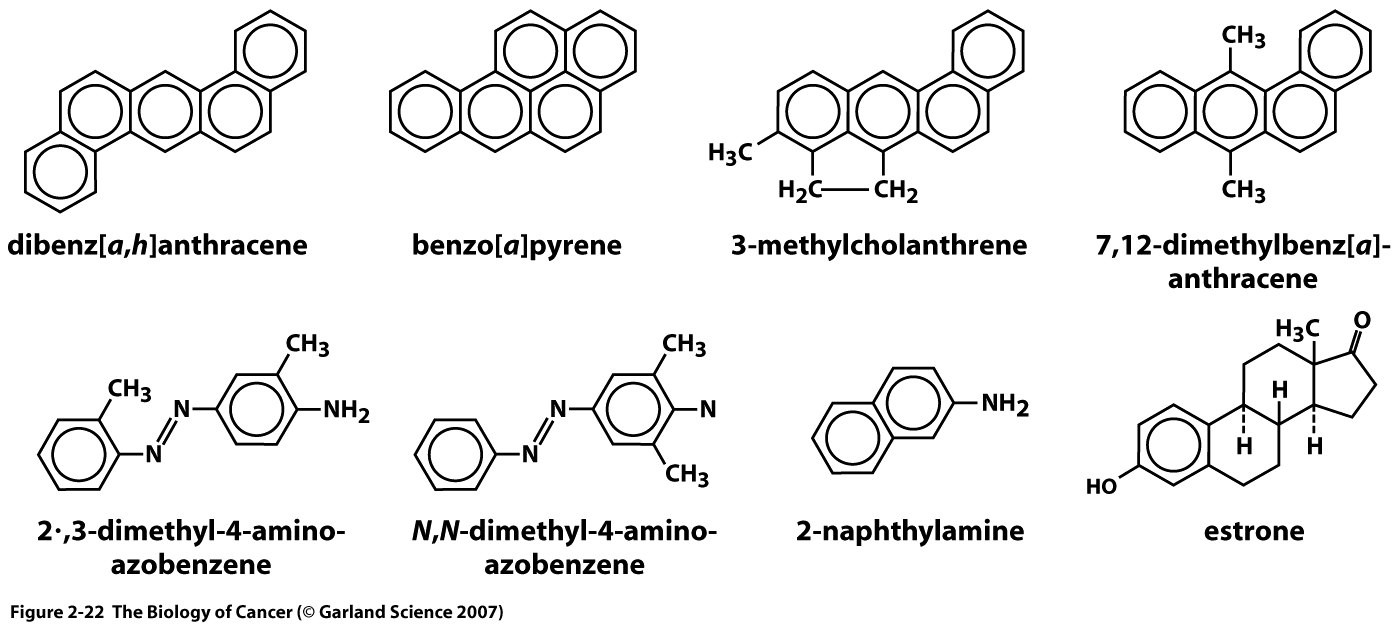 CH3
H3C
H2C CH2
CH3
dibenz[a,h]anthracene
benzo[a]pyrene
3-methylcholanthrene
7,12-dimethylbenz[a]-
anthracene
CH3
CH3
N
N
NH2
CH3
N
N
N
CH3
NH2
H3C
O
H
H
H
HO
2·,3-dimethyl-4-amino-
azobenzene
N,N-dimethyl-4-amino-
azobenzene
2-naphthylamine
estrone
Figure 2-22 The Biology of Cancer (© Garland Science 2007)